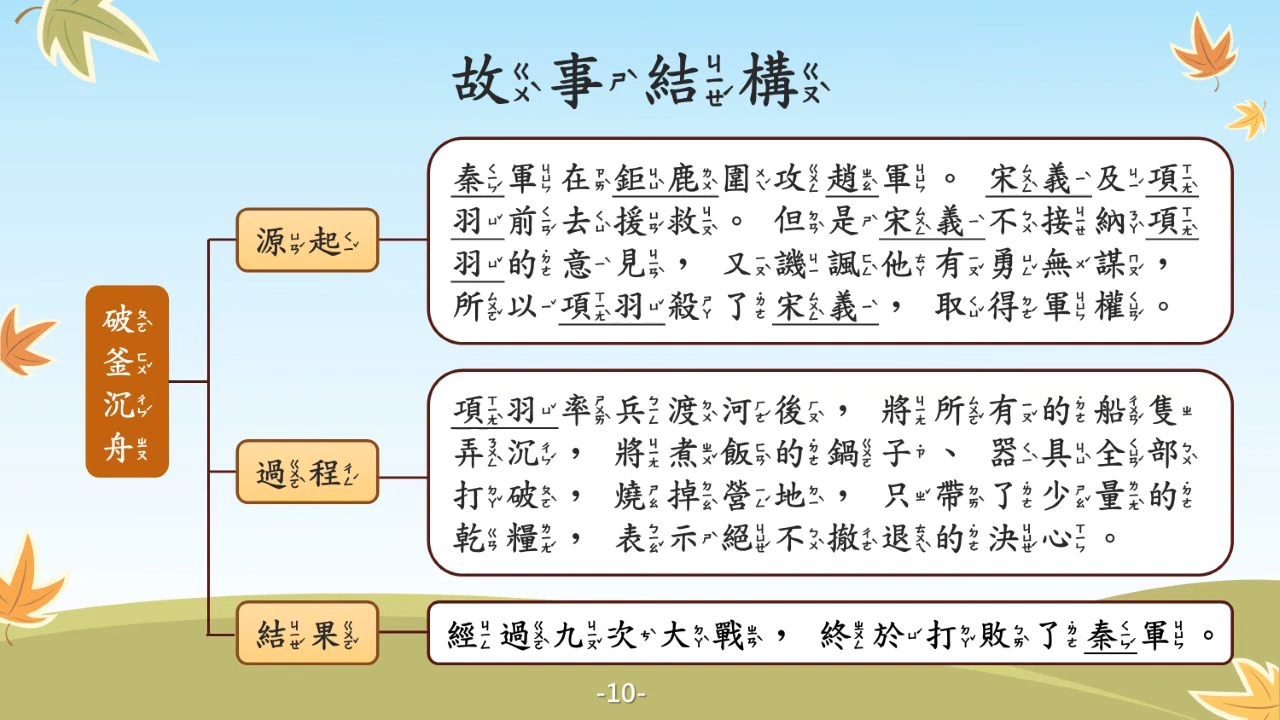 故事結構
源起
秦軍在鉅鹿圍攻趙軍。 宋義及項
羽前去援救。 但是宋義不接納項
羽的意見， 又譏諷他有勇無謀，
所以項羽殺了宋義， 取得軍權。
破釜沉舟
過程
項羽率兵渡河後， 將所有的船隻
弄沉， 將煮飯的鍋子、 器具全部
打破， 燒掉營地， 只帶了少量的
乾糧， 表示絕不撤退的決心。
結果
經過九次大戰， 終於打敗了秦軍。
-10-